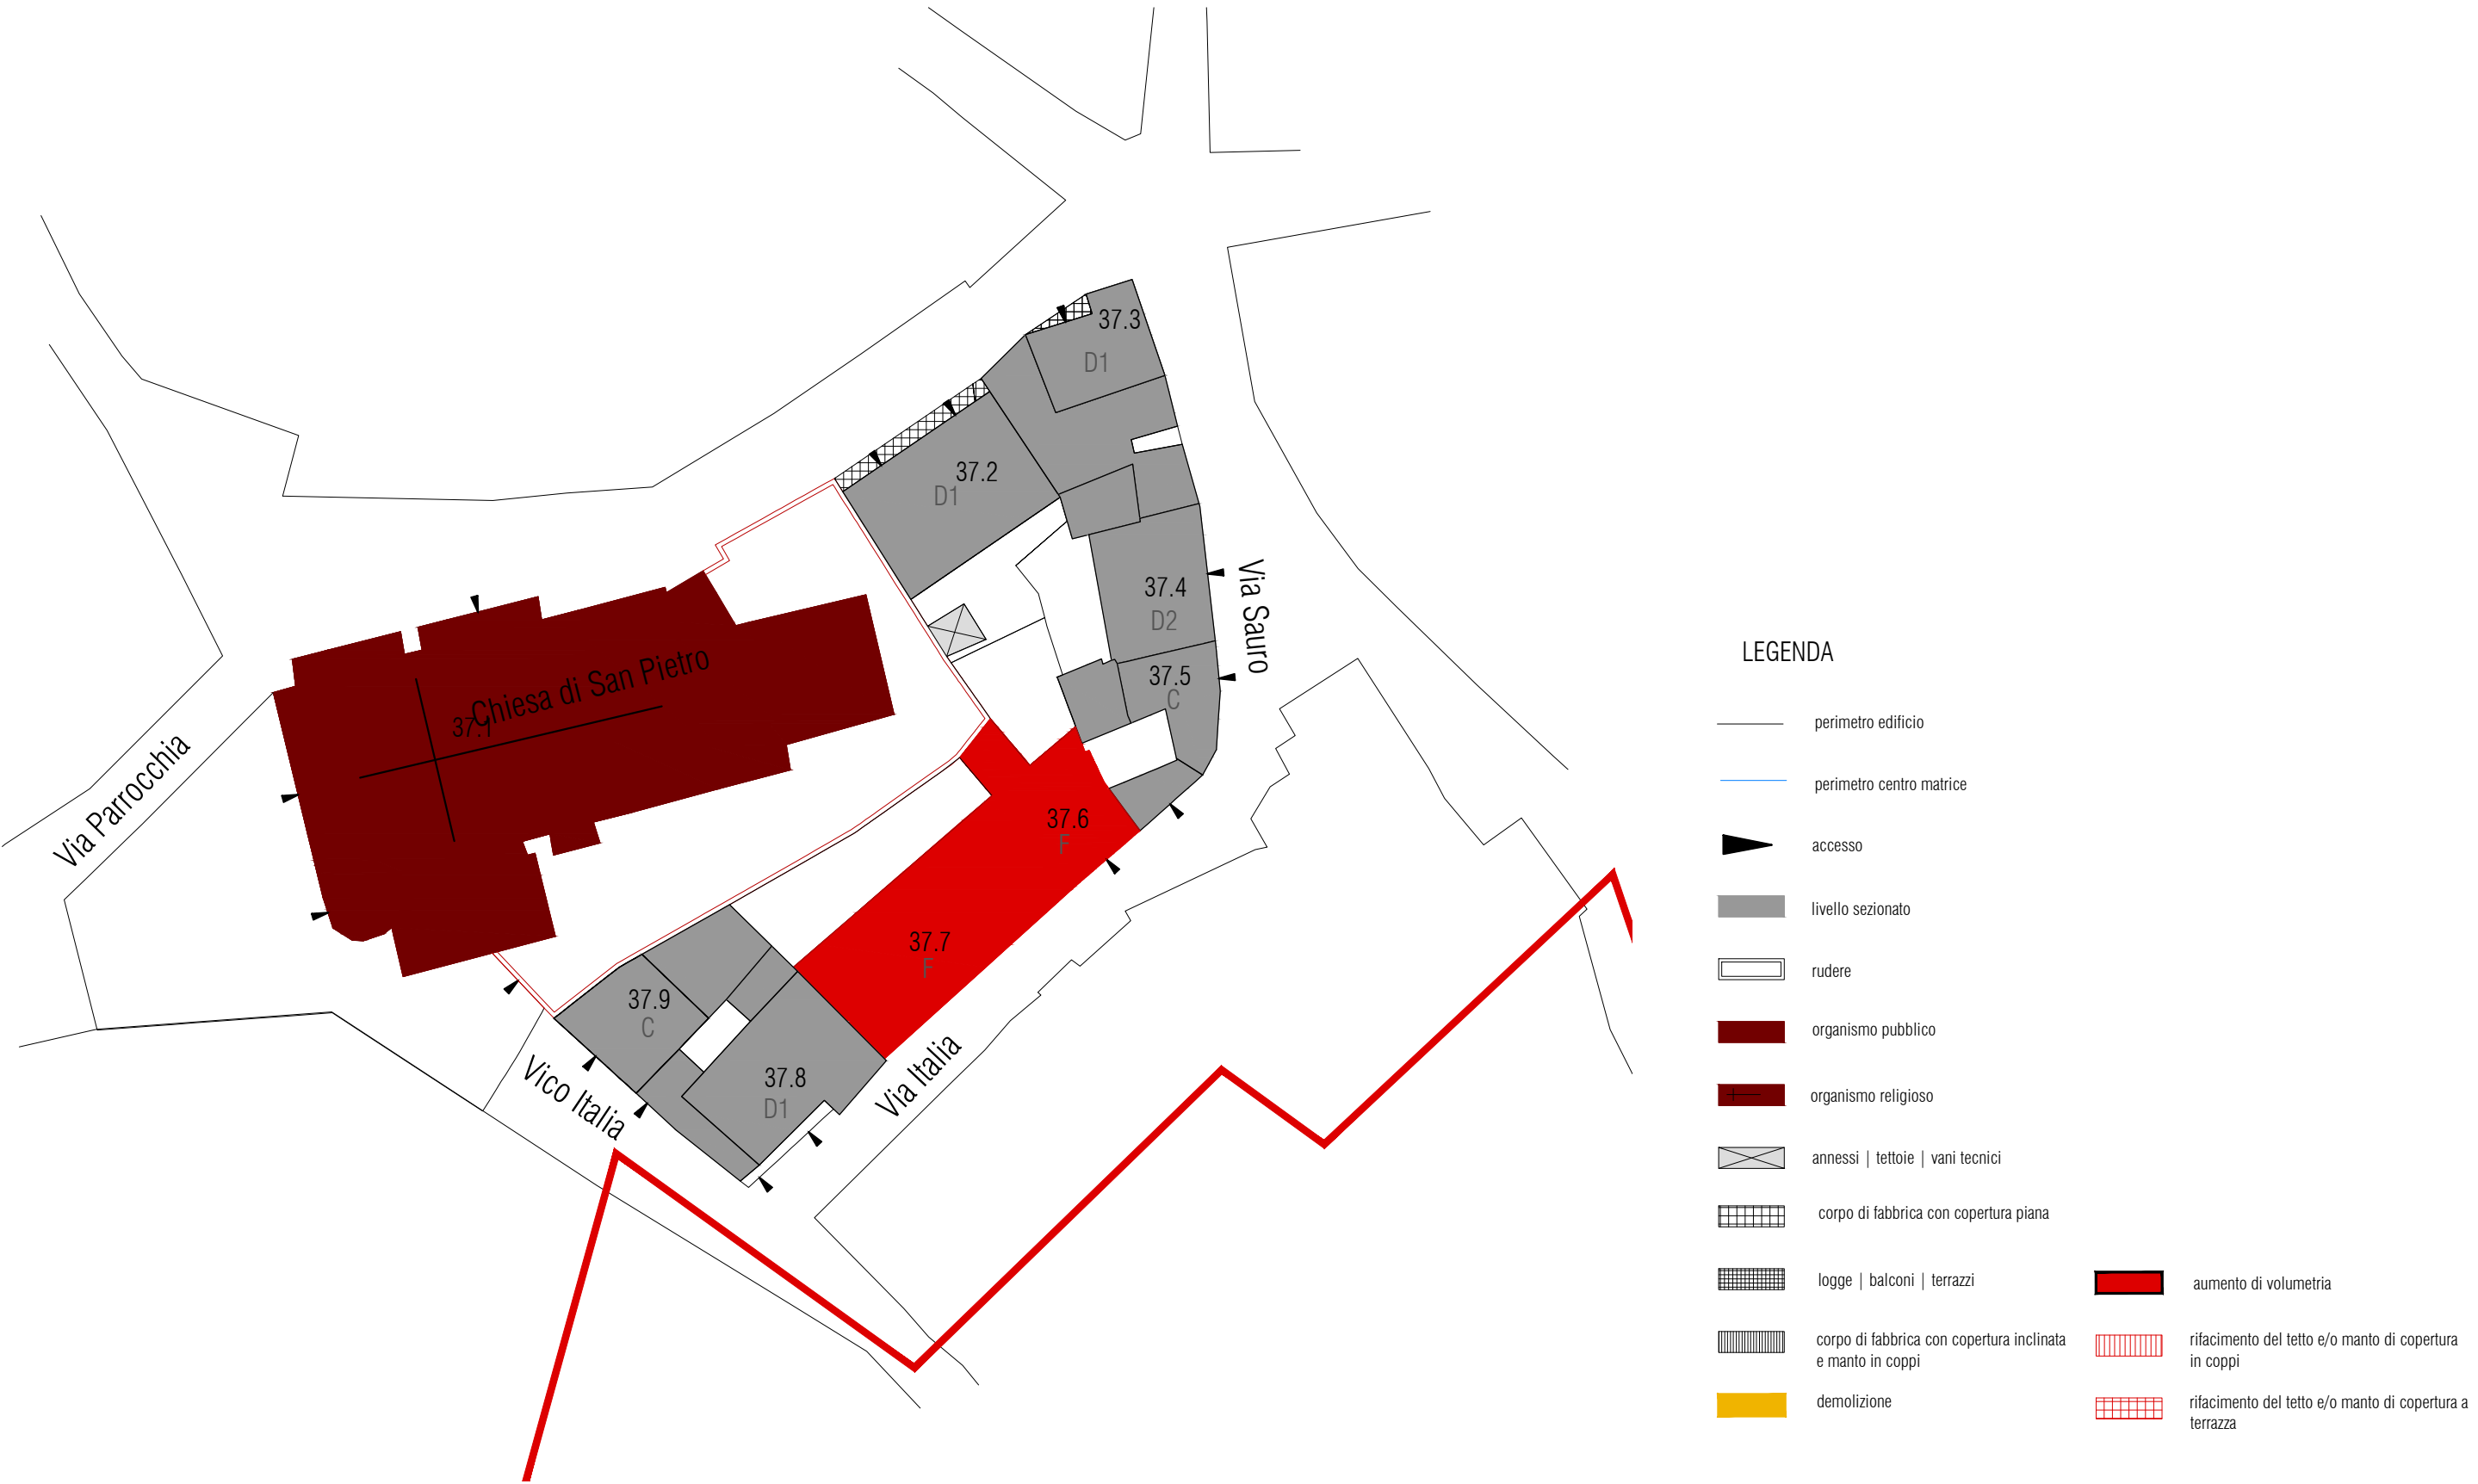 37.3
D1
37.2
D1
37.4
D2
Via Sauro
37.5
C
Chiesa di San Pietro
37.1
Via Parrocchia
37.6
F
37.7
F
37.9
C
37.8
D1
Vico Italia
Via Italia
LEGENDA
perimetro edificio
perimetro centro matrice
accesso
livello sezionato
rudere
organismo pubblico
organismo religioso
annessi | tettoie | vani tecnici
corpo di fabbrica con copertura piana
logge | balconi | terrazzi
corpo di fabbrica con copertura inclinata
e manto in coppi
demolizione
aumento di volumetria
rifacimento del tetto e/o manto di copertura
in coppi
rifacimento del tetto e/o manto di copertura a
terrazza